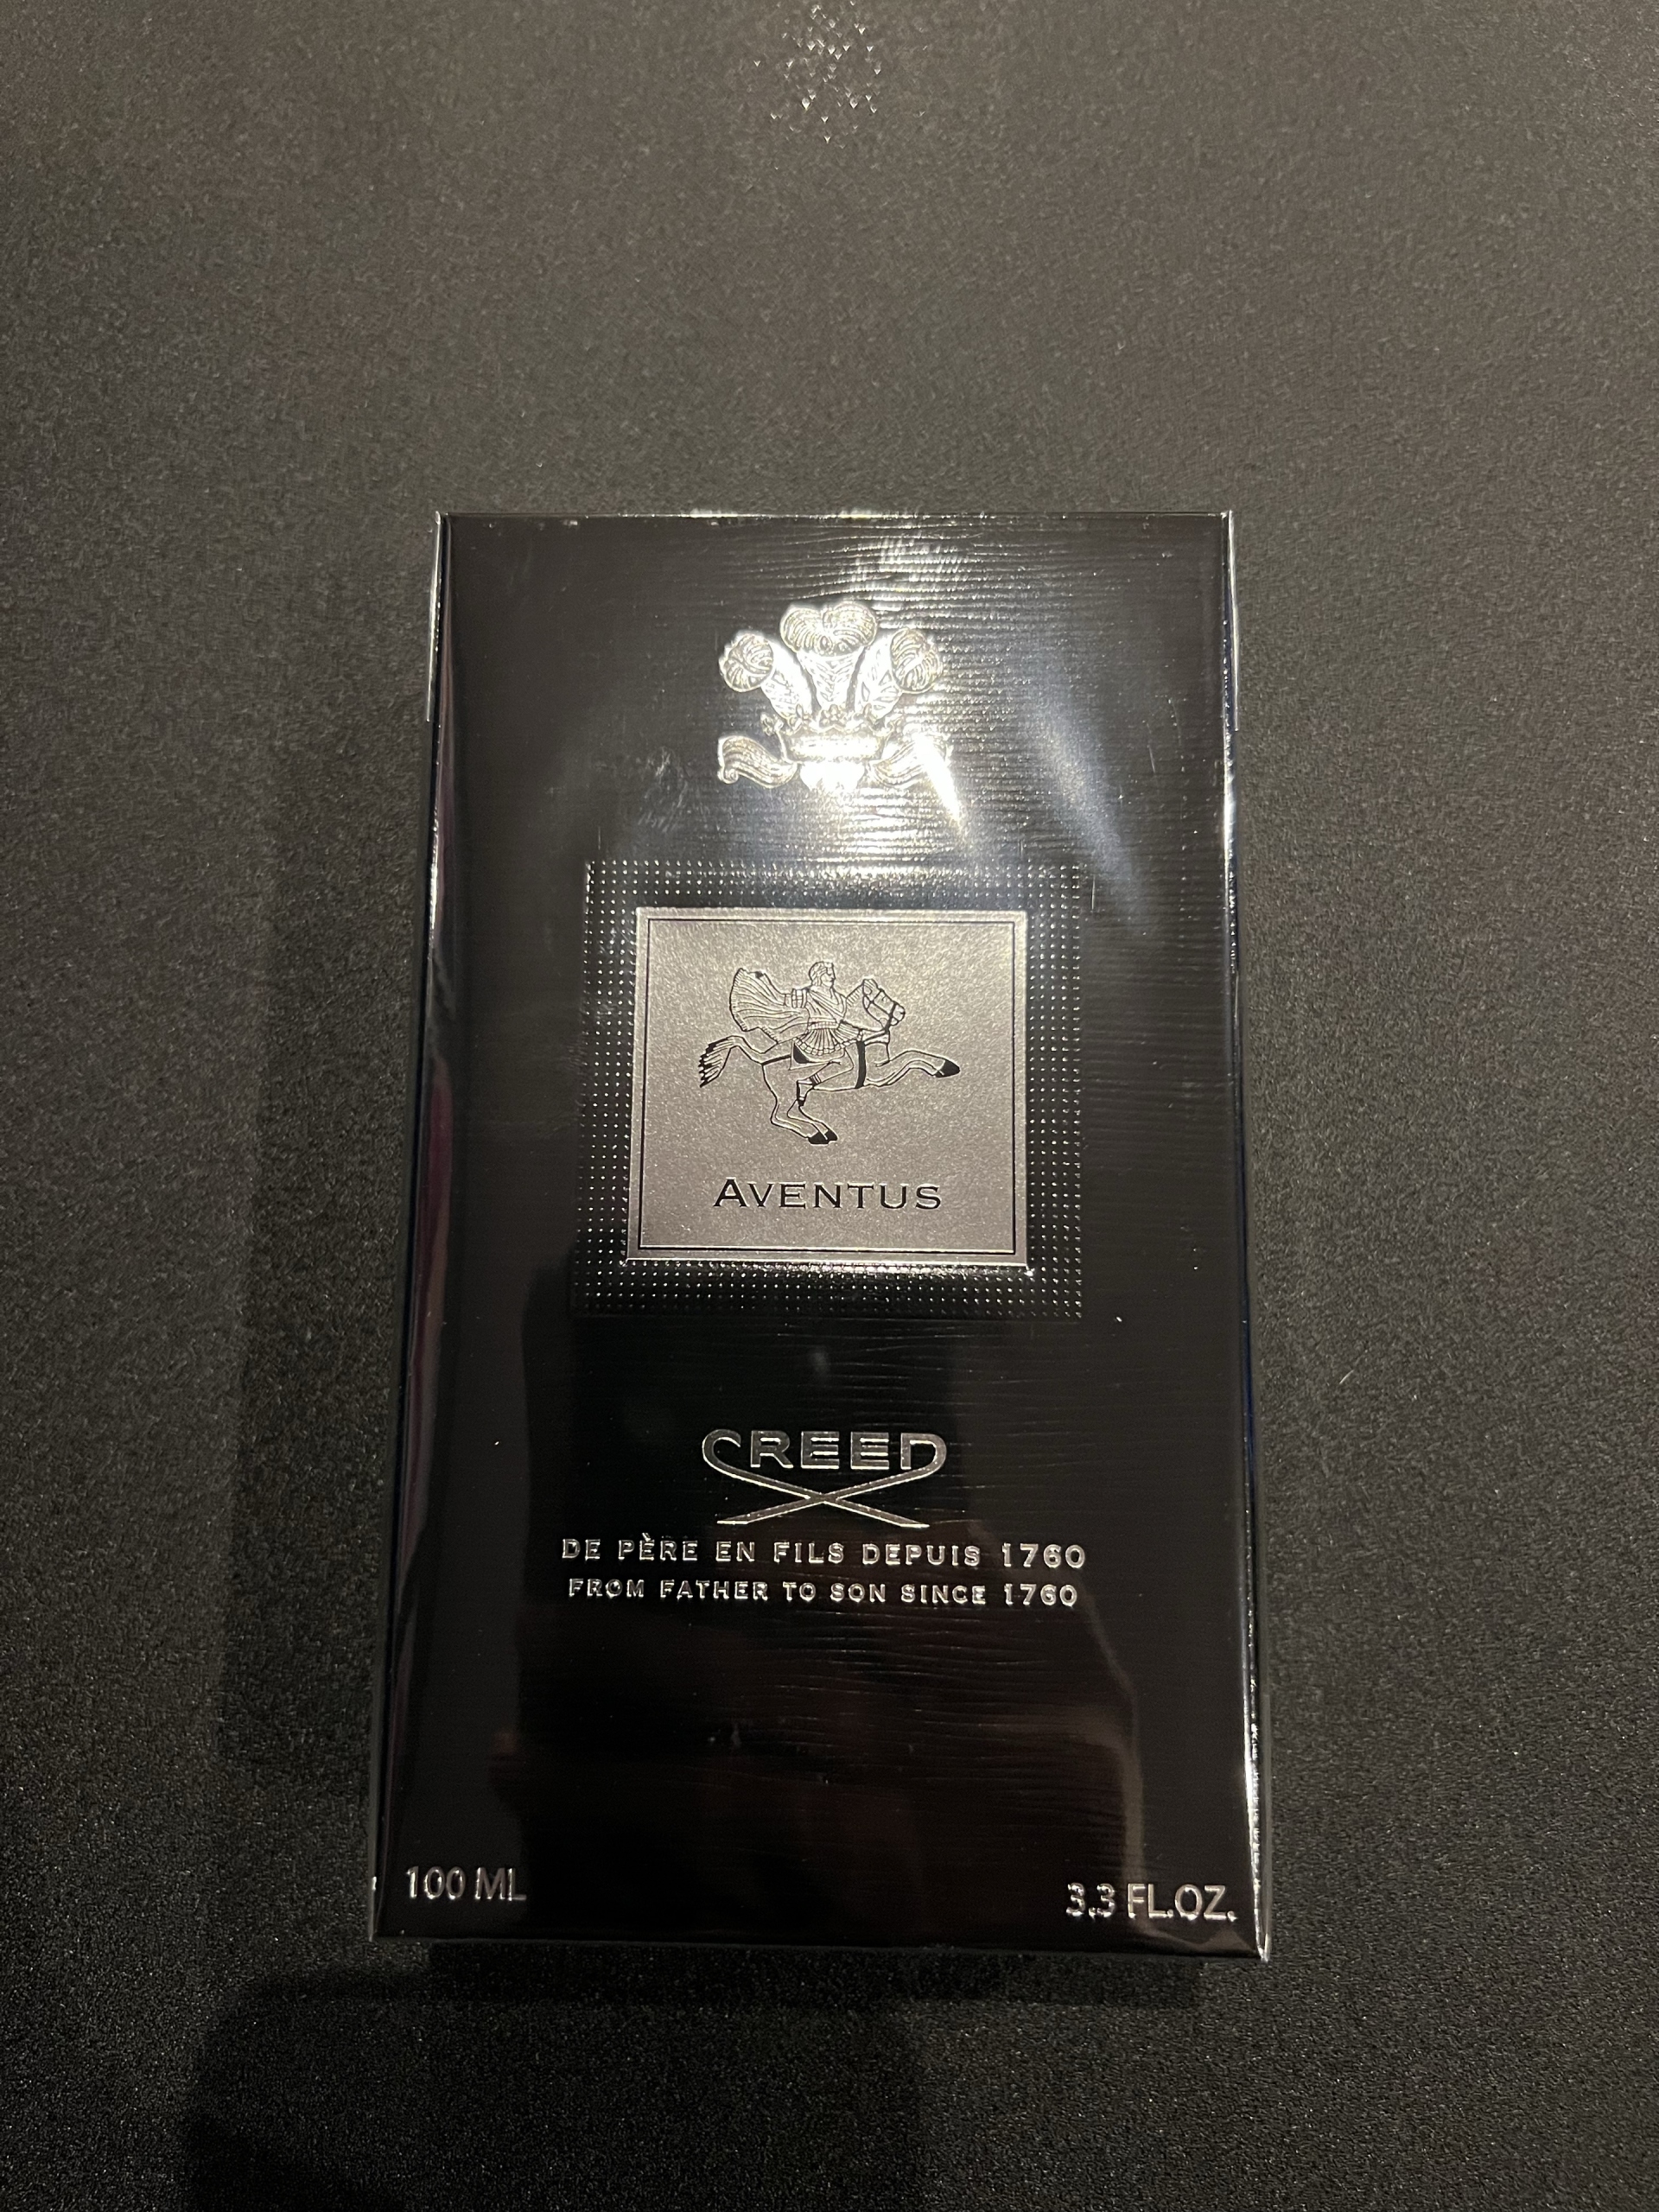 AVENTUS
CREED
DE PÈRE EN FILS DEPUIS 1760
FROM FATHER TO SON SINCE 1760
100 ML 3.3 FL.OZ.